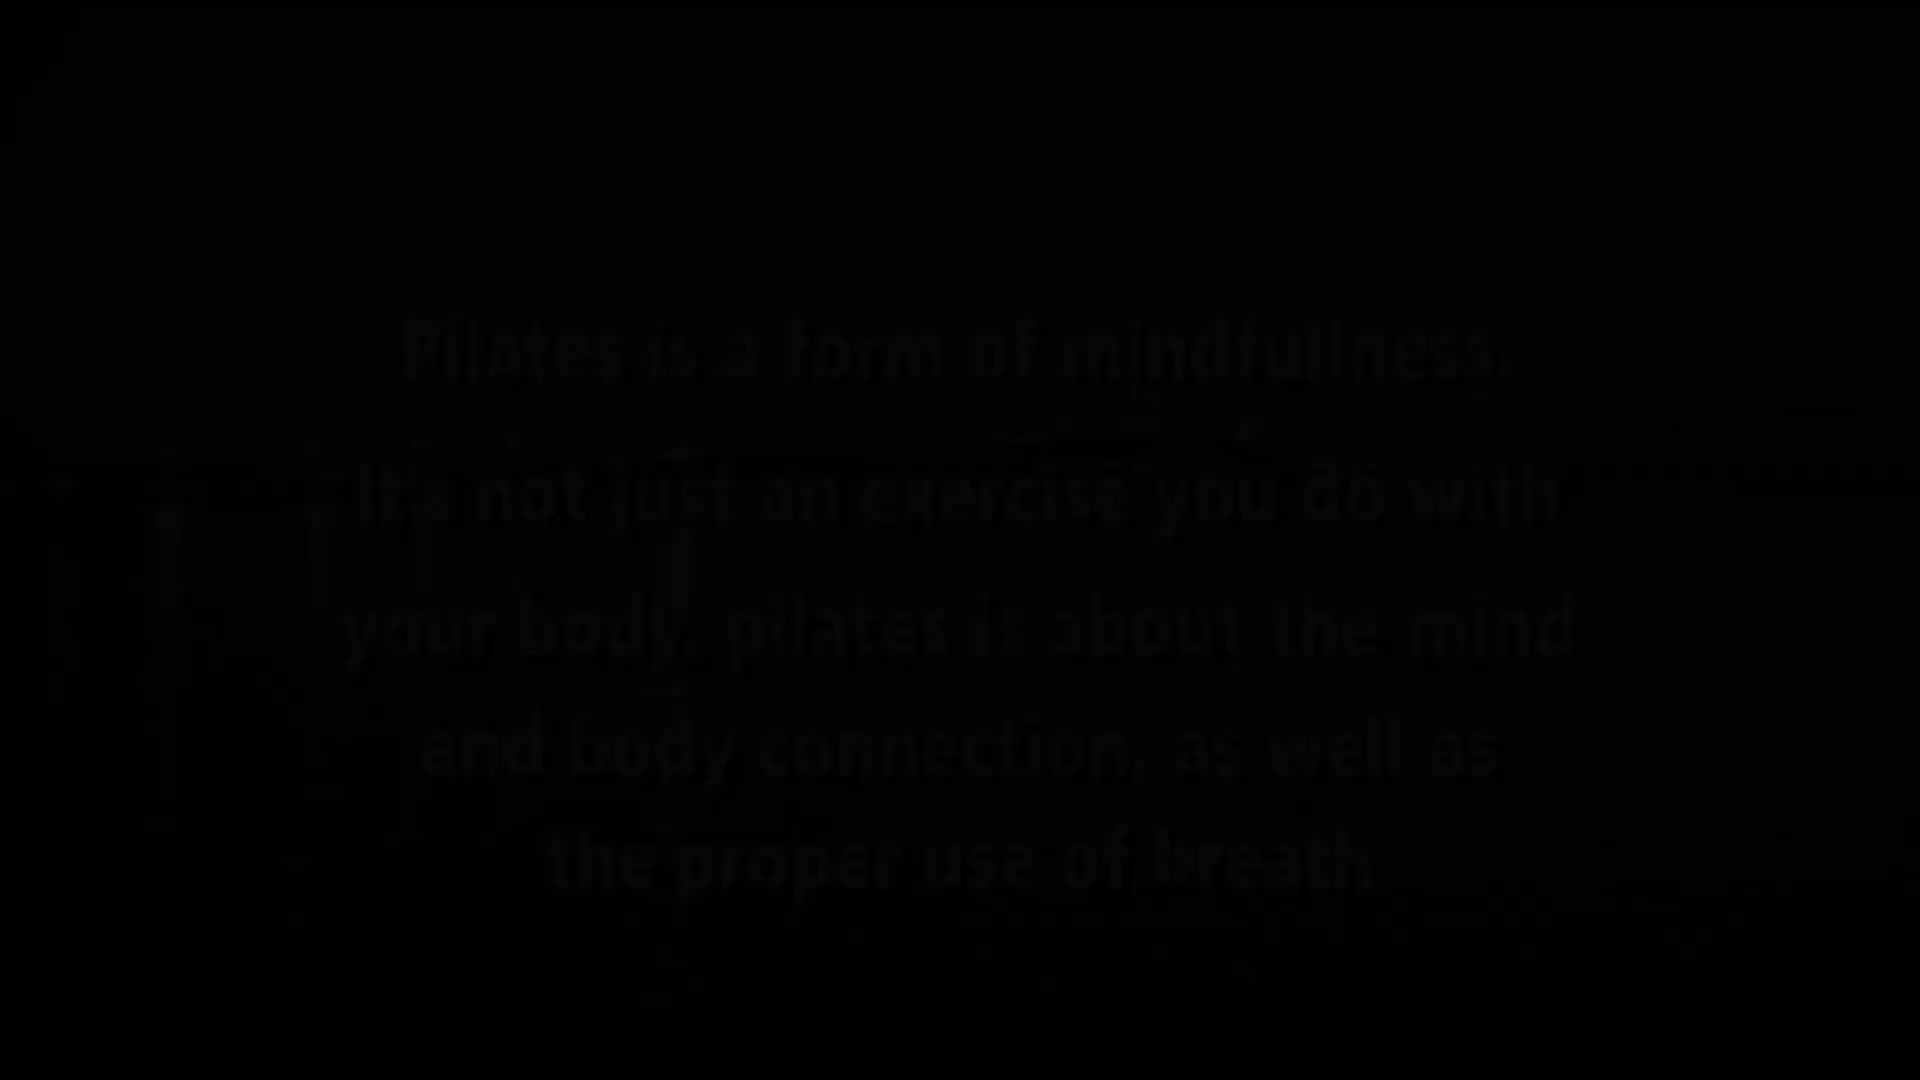 Pilates is a form of mindfullness.
It's not just an exercise you do with
your body, pilates is about the mind
and body connection, as well as
the proper use of breath